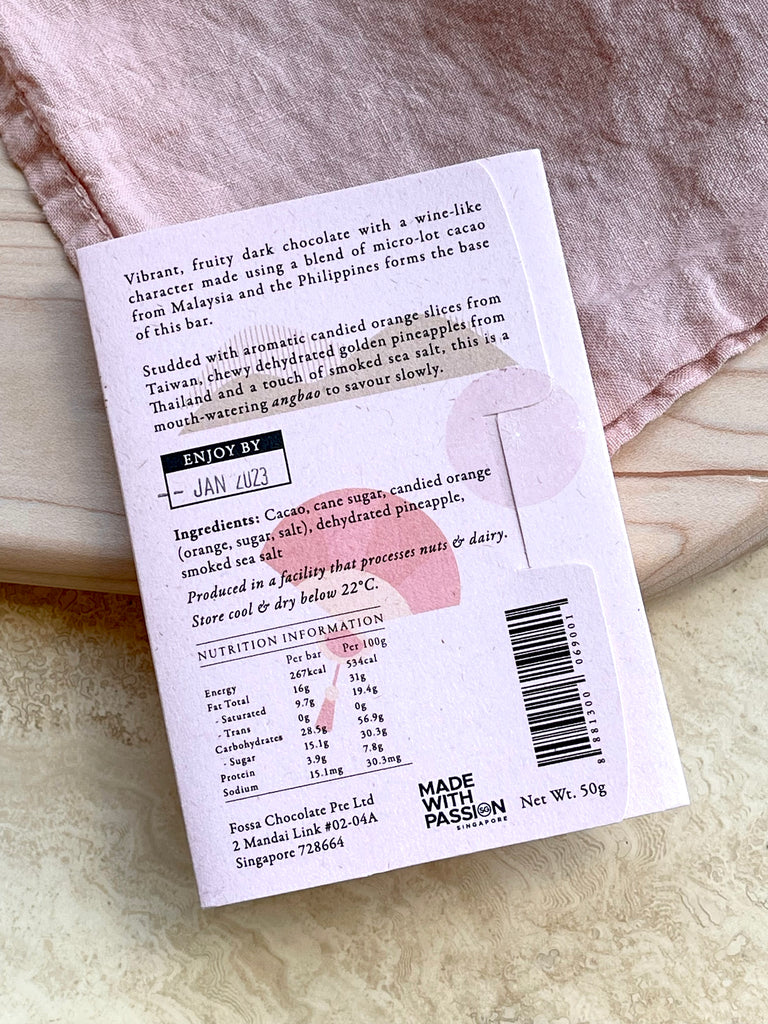 Vibrant, fruity dark chocolate with a wine-like
character made using a blend of micro-lot cacao
from Malaysia and the Philippines forms the base
of this bar.
Studded with aromatic candied orange slices from
Taiwan, chewy dehydrated golden pineapples from
Thailand and a touch of smoked sea salt, this is a
mouth-watering angbao to savour slowly.
ENJOY BY
-- JAN 2023
Ingredients: Cacao, cane sugar, candied orange
(orange, sugar, salt), dehydrated pineapple,
smoked sea salt
Produced in a facility that processes nuts & dairy.
Store cool & dry below 22°C.
NUTRITION INFORMATION
Per bar Per 100g
Energy 267kcal 534cal
Fat Total 16g 31g
- Saturated 9.7g 19.4g
- Trans 0g 0g
Carbohydrates 28.5g 56.9g
- Sugar 15.1g 30.3g
Protein 3.9g 7.8g
Sodium 15.1mg 30.3mg
Fossa Chocolate Pte Ltd
2 Mandai Link #02-04A
Singapore 728664
MADE
WITH
PASSION SG
SINGAPORE
Net Wt. 50g
8 881300 069001